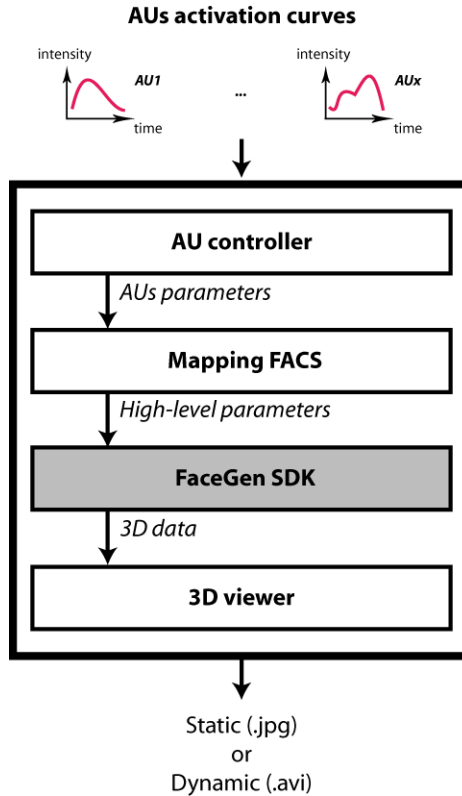 AUs activation curves
intensity
AU1
time
...
intensity
AUx
time
AU controller
AUs parameters
Mapping FACS
High-level parameters
FaceGen SDK
3D data
3D viewer
Static (.jpg)
or
Dynamic (.avi)